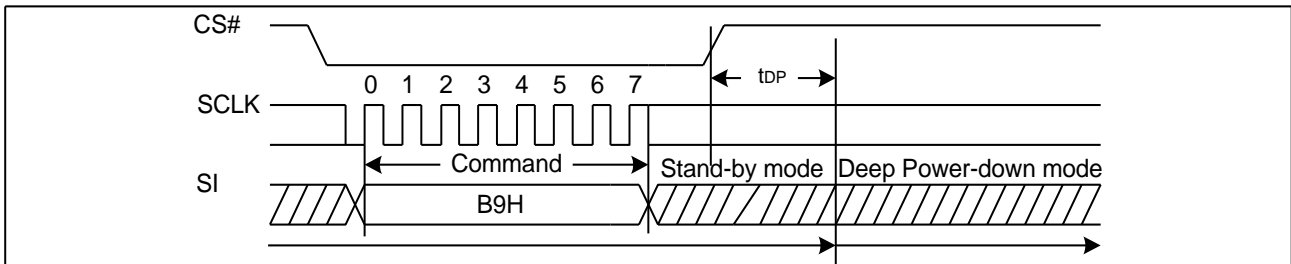 CS#
tDP
0 1 2 3 4 5 6 7
SCLK
Command
Stand-by mode Deep Power-down mode
SI
B9H